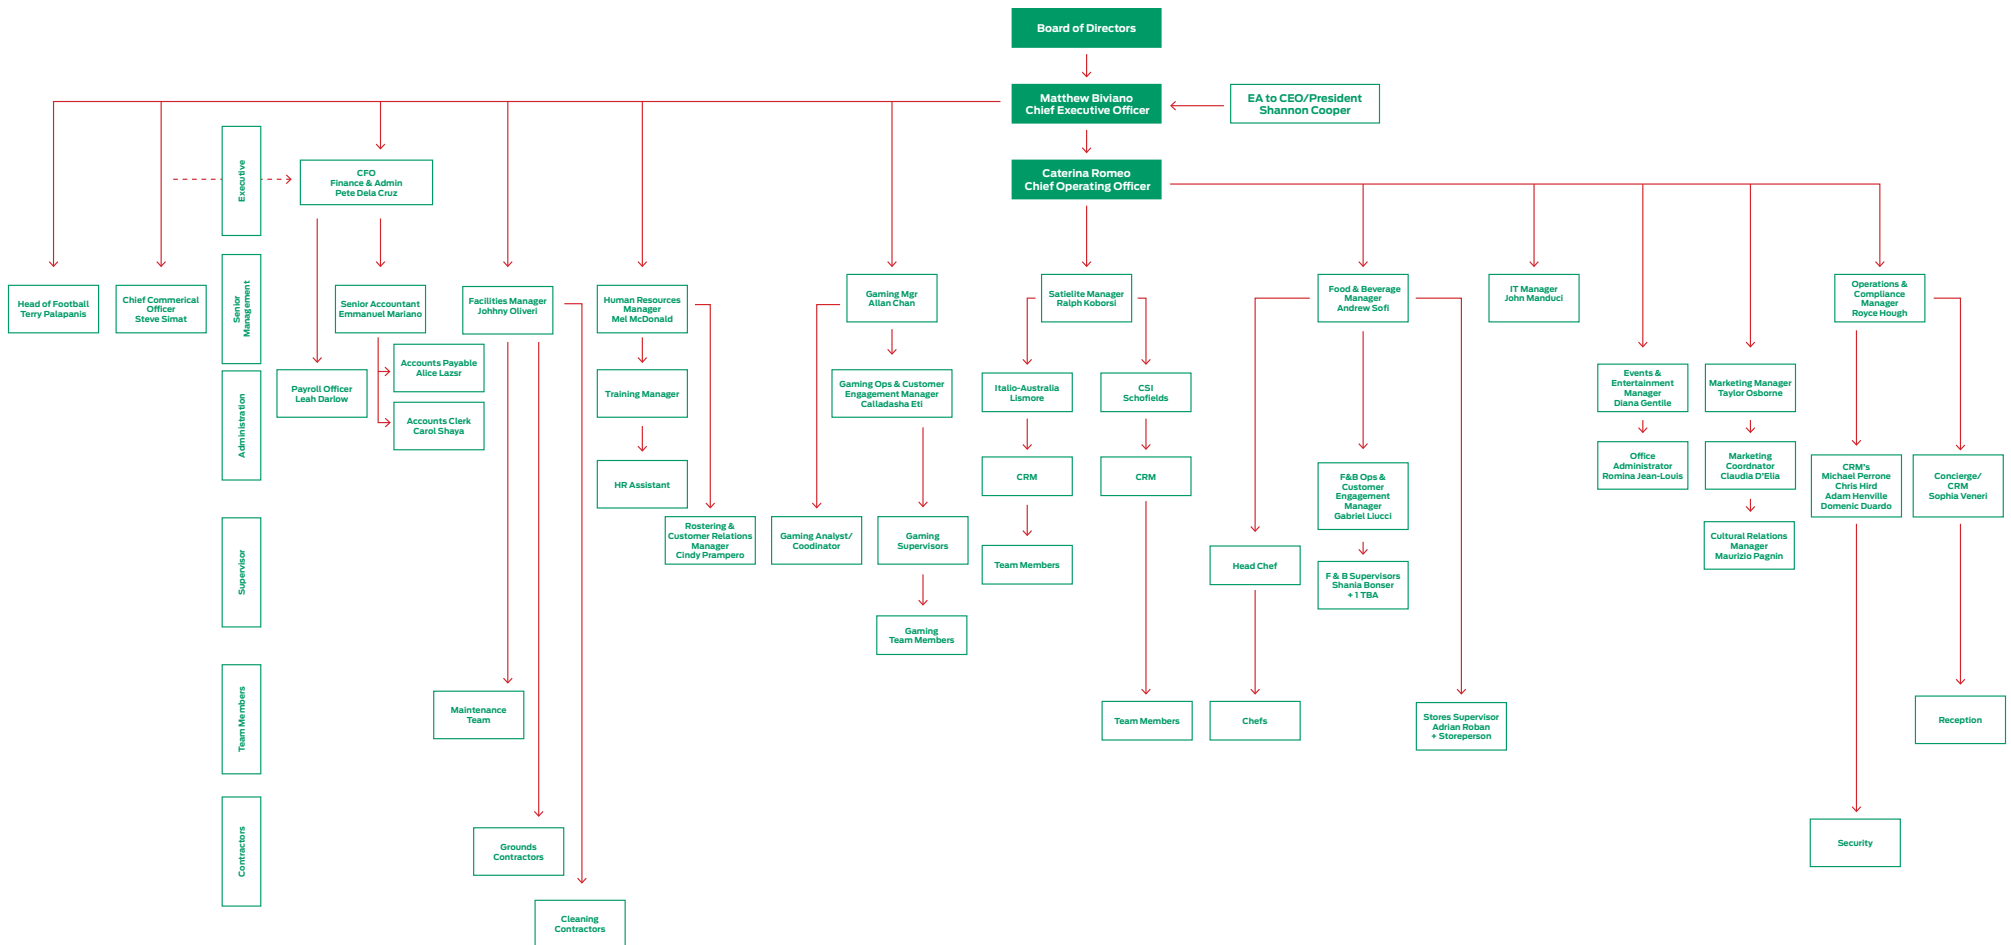 Board of Directors
Matthew Biviano
Chief Executive Officer
EA to CEO/President
Shannon Cooper
Caterina Romeo
Chief Operating Officer
Executive
CFO
Finance & Admin
Pete Dela Cruz
Senior
Management
Head of Football
Terry Palapanis
Chief Commerical
Officer
Steve Simat
Senior Accountant
Emmanuel Mariano
Facilities Manager
Johhny Oliveri
Human Resources
Manager
Mel McDonald
Gaming Mgr
Allan Chan
Satielite Manager
Ralph Koborsi
Food & Beverage
Manager
Andrew Sofi
IT Manager
John Manduci
Operations &
Compliance
Manager
Royce Hough
Administration
Payroll Officer
Leah Darlow
Accounts Payable
Alice Lazsr
Accounts Clerk
Carol Shaya
Training Manager
HR Assistant
Gaming Ops & Customer
Engagement Manager
Calladasha Eti
Italio-Australia
Lismore
CSI
Schofields
CRM
CRM
Events &
Entertainment
Manager
Diana Gentile
Marketing Manager
Taylor Osborne
Office
Administrator
Romina Jean-Louis
Marketing
Coordnator
Claudia D'Elia
F&B Ops &
Customer
Engagement
Manager
Gabriel Liucci
CRM's
Michael Perrone
Chris Hird
Adam Henville
Domenic Duardo
Concierge/
CRM
Sophia Veneri
Supervisor
Rostering &
Customer Relations
Manager
Cindy Prampero
Gaming Analyst/
Coodinator
Gaming
Supervisors
Team Members
Head Chef
F & B Supervisors
Shania Bonser
+ 1 TBA
Cultural Relations
Manager
Maurizio Pagnin
Gaming
Team Members
Team Members
Maintenance
Team
Team Members
Chefs
Stores Supervisor
Adrian Roban
+ Storeperson
Reception
Contractors
Grounds
Contractors
Security
Cleaning
Contractors